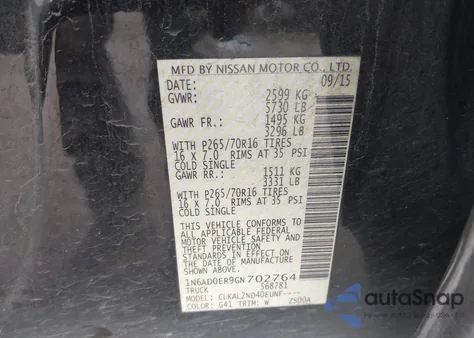 MFD BY NISSAN MOTOR CO., LTD.
DATE: 09/15
GVWR: 2599 KG
5730 LB
GAWR FR.: 1495 KG
3296 LB
WITH P265/70R16 TIRES
16 x 7.0 RIMS AT 35 PSI
COLD SINGLE
GAWR RR.: 1511 KG
3331 LB
WITH P265/70R16 TIRES
16 x 7.0 RIMS AT 35 PSI
COLD SINGLE
THIS VEHICLE CONFORMS TO
ALL APPLICABLE FEDERAL
MOTOR VEHICLE SAFETY AND
THEFT PREVENTION
STANDARDS IN EFFECT ON
THE DATE OF MANUFACTURE
SHOWN ABOVE.
1N6AD0ER9GN702764
TRUCK 568781
MODEL: CLKAL2ND40EUNF----
COLOR: G41 TRIM: W ZS00A
autoSnap